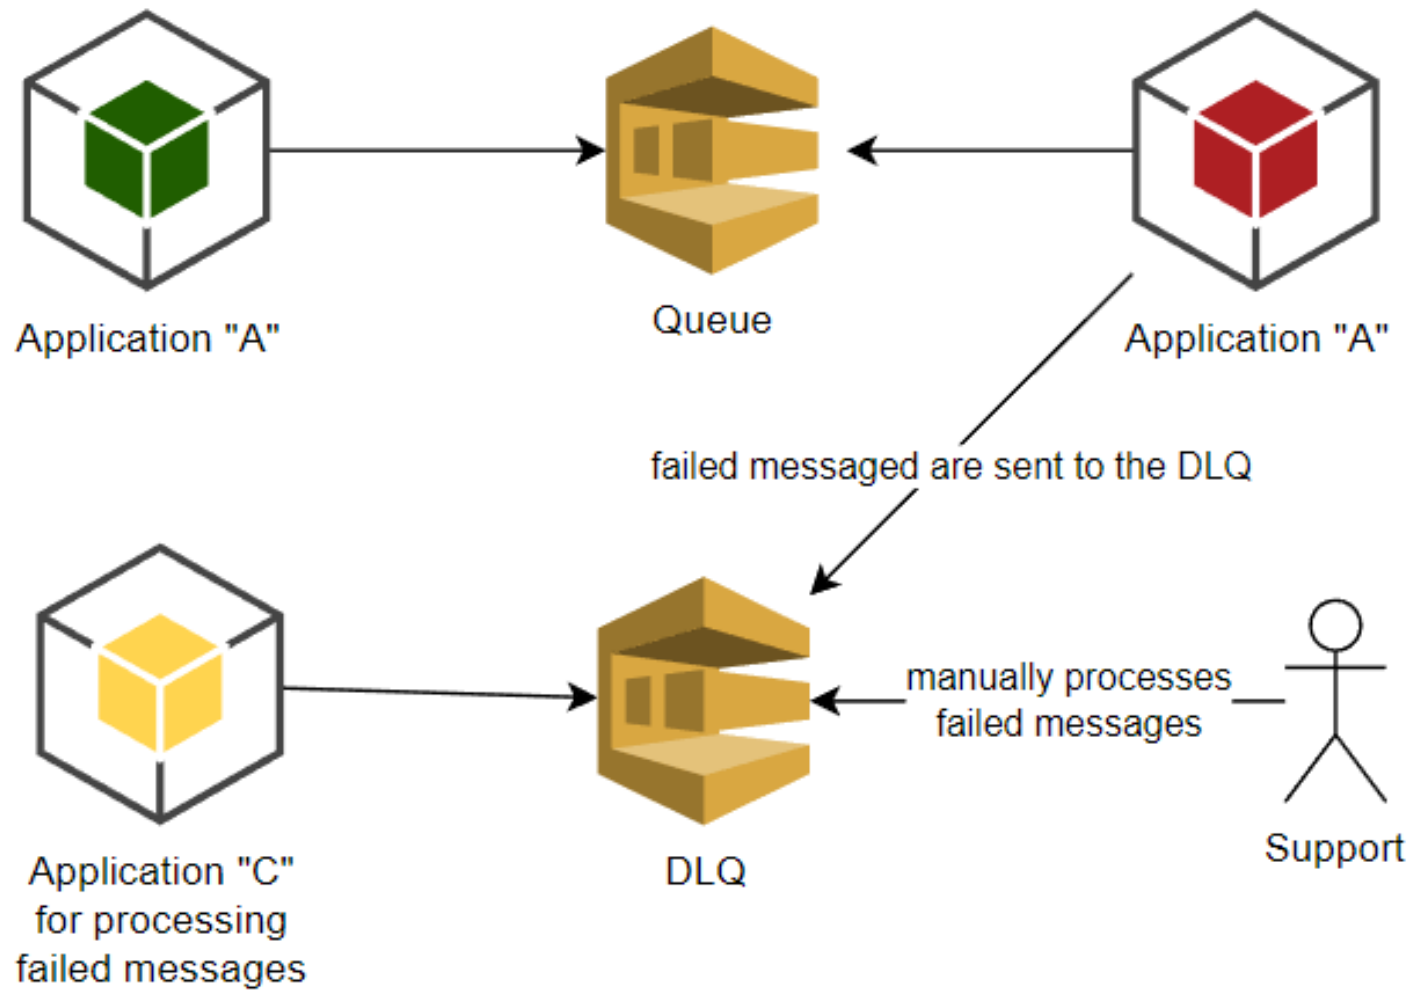 Application "A"
Queue
Application "A"
failed messaged are sent to the DLQ
manually processes
failed messages
Support
Application "C"
for processing
failed messages
DLQ